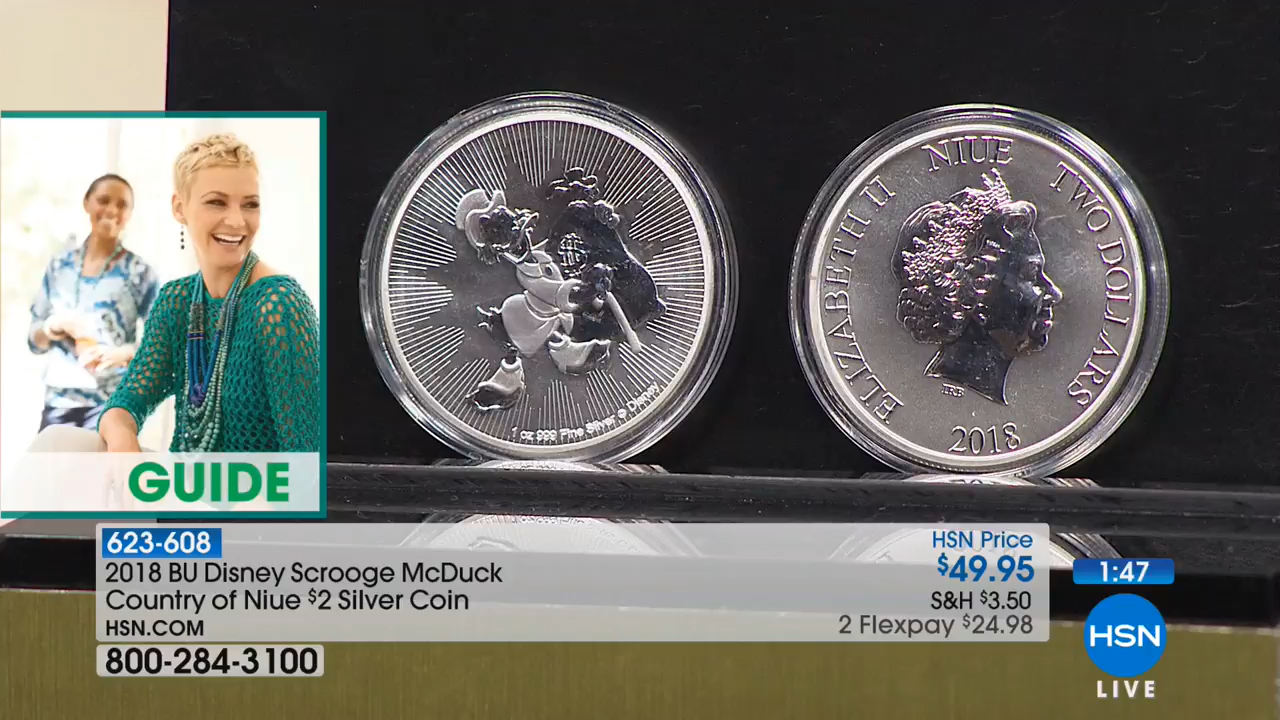 NIUE
ELIZABETH II
TWO DOLLARS
IRB
2018
1 oz 999 Fine Silver © Disney
GUIDE
623-608
2018 BU Disney Scrooge McDuck
Country of Niue $2 Silver Coin
HSN.COM
800-284-3100
HSN Price
$49.95
S&H $3.50
2 Flexpay $24.98
1:47
HSN
LIVE